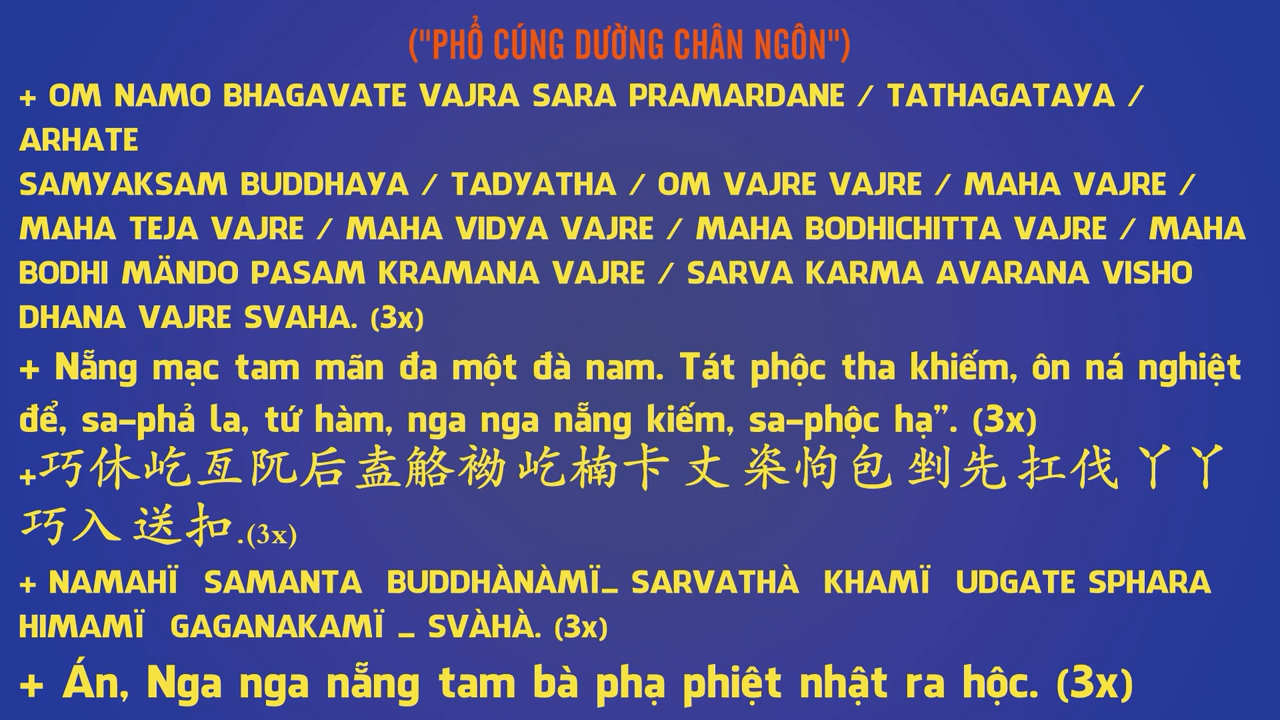 ("PHỔ CÚNG DƯỜNG CHÂN NGÔN")
+ OM NAMO BHAGAVATE VAJRA SARA PRAMARDANE / TATHAGATAYA /
ARHATE
SAMYAKSAM BUDDHAYA / TADYATHA / OM VAJRE VAJRE / MAHA VAJRE /
MAHA TEJA VAJRE / MAHA VIDYA VAJRE / MAHA BODHICHITTA VAJRE / MAHA
BODHI MÄNDO PASAM KRAMANA VAJRE / SARVA KARMA AVARANA VISHO
DHANA VAJRE SVAHA. (3x)
+ Nẵng mạc tam mãn đa một đà nam. Tát phộc tha khiếm, ôn ná nghiệt
để, sa-phả la, tứ hàm, nga nga nẵng kiếm, sa-phộc hạ”. (3x)
+巧休屹亙阢后盍觡袎屹楠卡丈楶怐包剉先扛伐丫丫
巧入送扣.(3x)
+ NAMAHÏ SAMANTA BUDDHÀNÀMÏ_ SARVATHÀ KHAMÏ UDGATE SPHARA
HIMAMÏ GAGANAKAMÏ _ SVÀHÀ. (3x)
+ Án, Nga nga nẵng tam bà phạ phiệt nhật ra hộc. (3x)